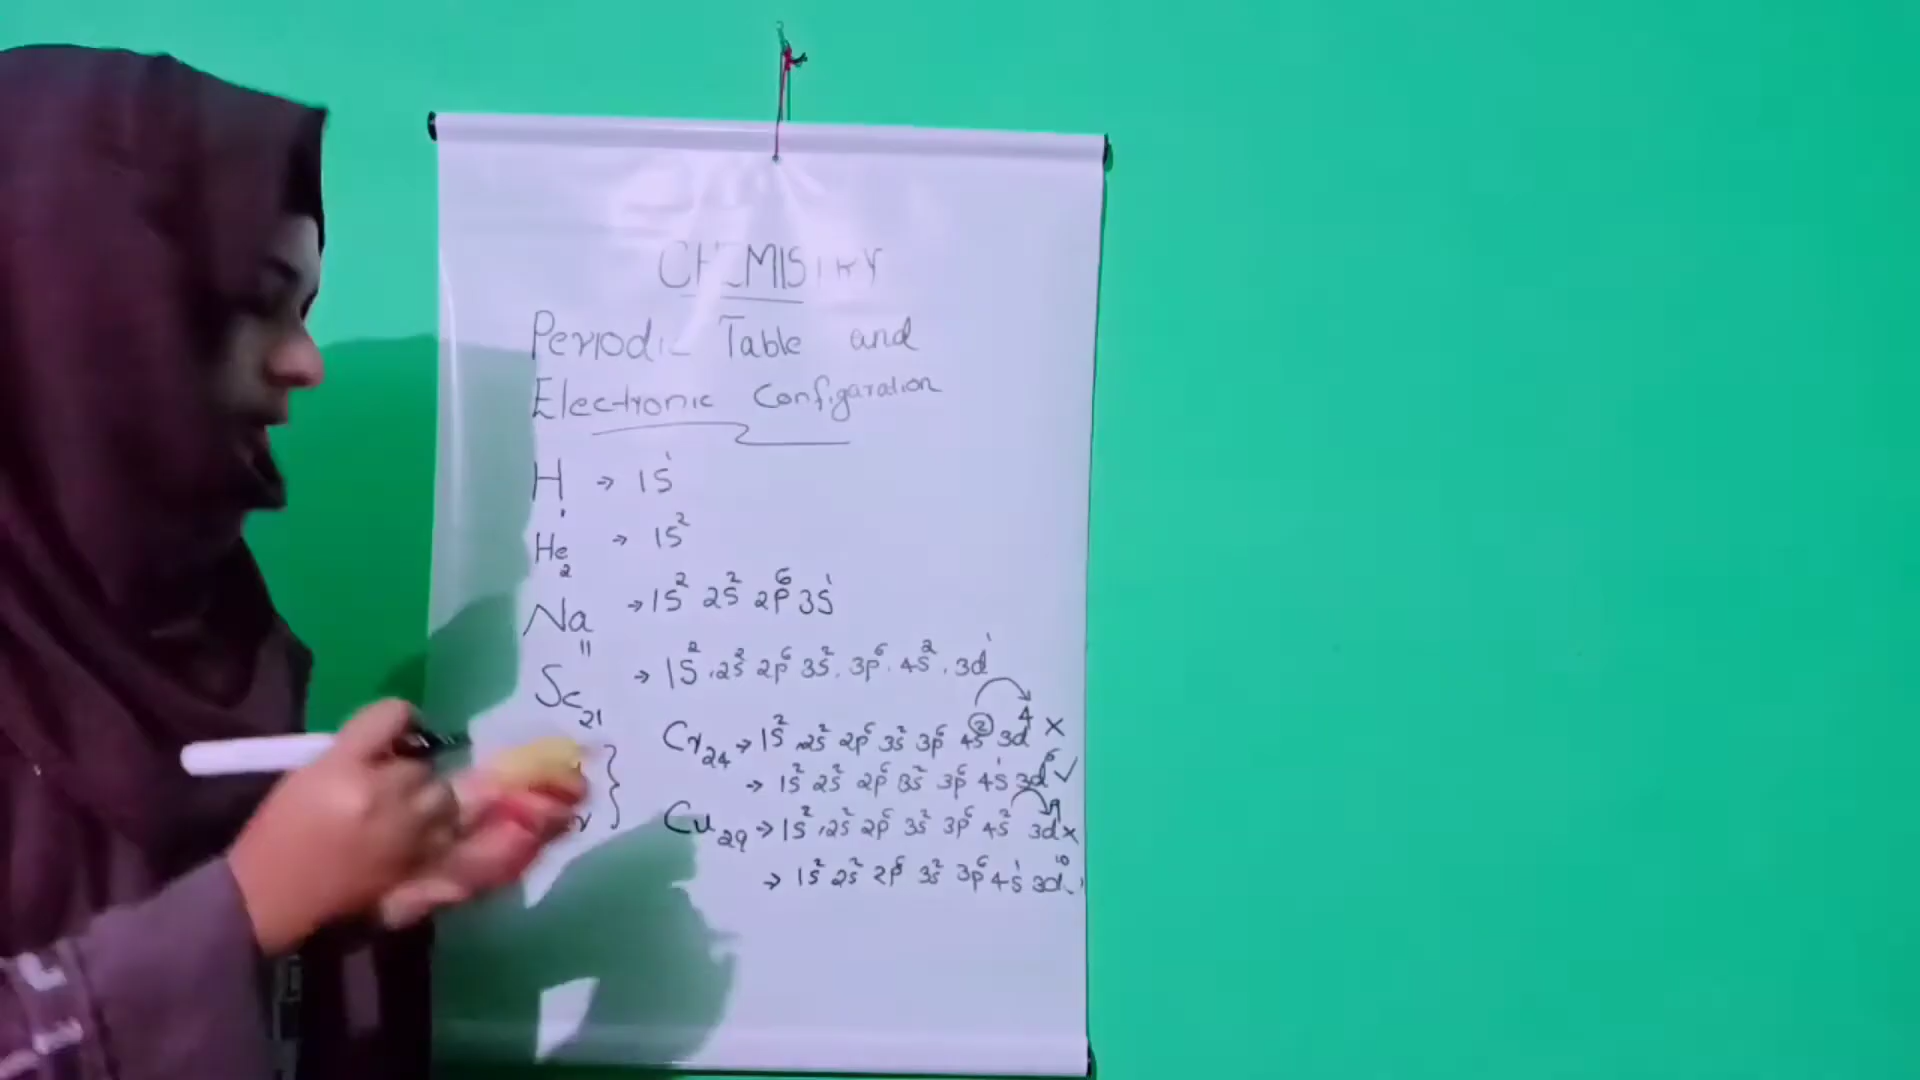 CHEMISTRY
Periodic Table and
Electronic Configaration
H₁ → 1S¹
He₂ → 1S²
Na₁₁ → 1S² 2S² 2P⁶ 3S¹
Sc₂₁ → 1S² 2S² 2P⁶ 3S² 3P⁶ 4S² 3d¹
Cr₂₄ → 1S² 2S² 2P⁶ 3S² 3P⁶ 4S② 3d⁴ ×
→ 1S² 2S² 2P⁶ 3S² 3P⁶ 4S¹ 3d ✓
Cu₂₉ → 1S² 2S² 2P⁶ 3S² 3P⁶ 4S² 3d⁹ ×
→ 1S² 2S² 2P⁶ 3S² 3P⁶ 4S¹ 3d¹⁰